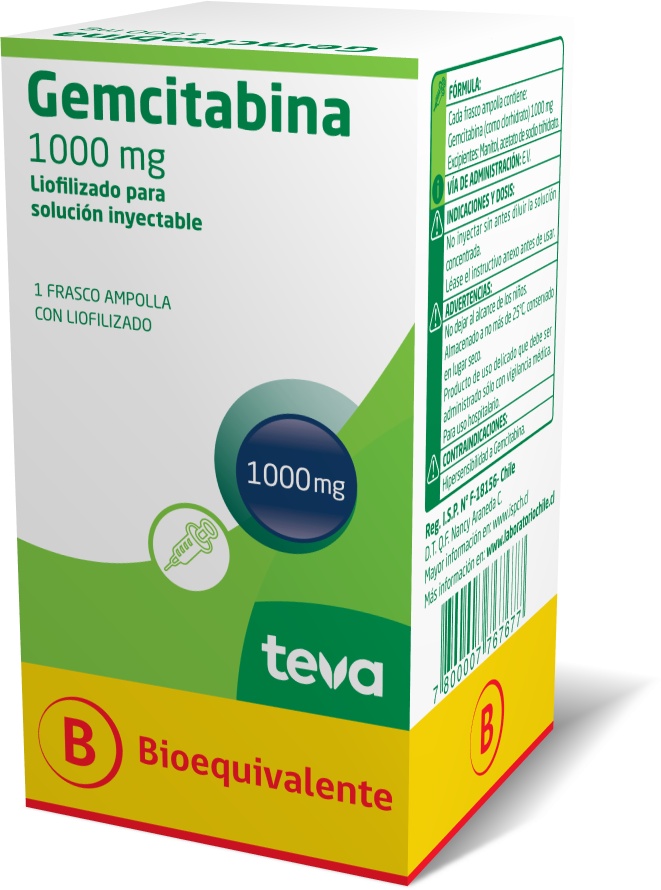 Gemcitabina
1000 mg
Gemcitabina
1000 mg
Liofilizado para
solución inyectable
1 FRASCO AMPOLLA
CON LIOFILIZADO
1000mg
teva
B
Bioequivalente
FÓRMULA:
Cada frasco ampolla contiene:
Gemcitabina (como clorhidrato) 1000 mg
Excipientes: Manitol, acetato de sodio trihidrato.
VÍA DE ADMINISTRACIÓN: E.V.
INDICACIONES Y DOSIS:
No inyectar sin antes diluir la solución
concentrada.
Léase el instructivo anexo antes de usar.
ADVERTENCIAS:
No dejar al alcance de los niños.
Almacenado a no más de 25°C conservado
en lugar seco.
Producto de uso delicado que debe ser
administrado sólo con vigilancia médica.
Para uso hospitalario.
CONTRAINDICACIONES:
Hipersensibilidad a Gemcitabina.
Reg. I.S.P. N° F-18156- Chile
D.T. Q.F. Nancy Araneda C.
Mayor información en: www.ispch.cl
Más información en: www.laboratoriochile.cl
7 800007 767677
B